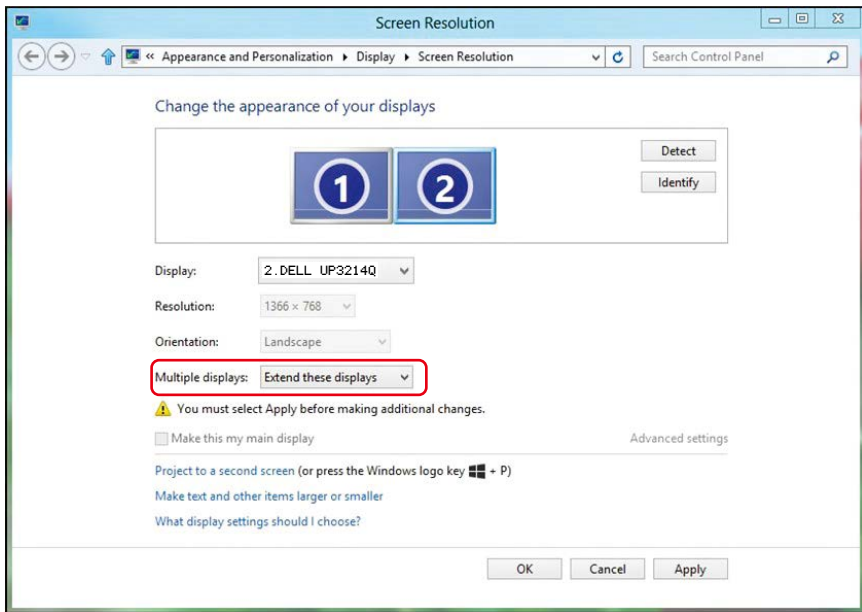 Screen Resolution
« Appearance and Personalization ▸ Display ▸ Screen Resolution
Search Control Panel
Change the appearance of your displays
1 2
Detect
Identify
Display: 2.DELL UP3214Q
Resolution: 1366 × 768
Orientation: Landscape
Multiple displays: Extend these displays
You must select Apply before making additional changes.
Make this my main display Advanced settings
Project to a second screen (or press the Windows logo key + P)
Make text and other items larger or smaller
What display settings should I choose?
OK Cancel Apply